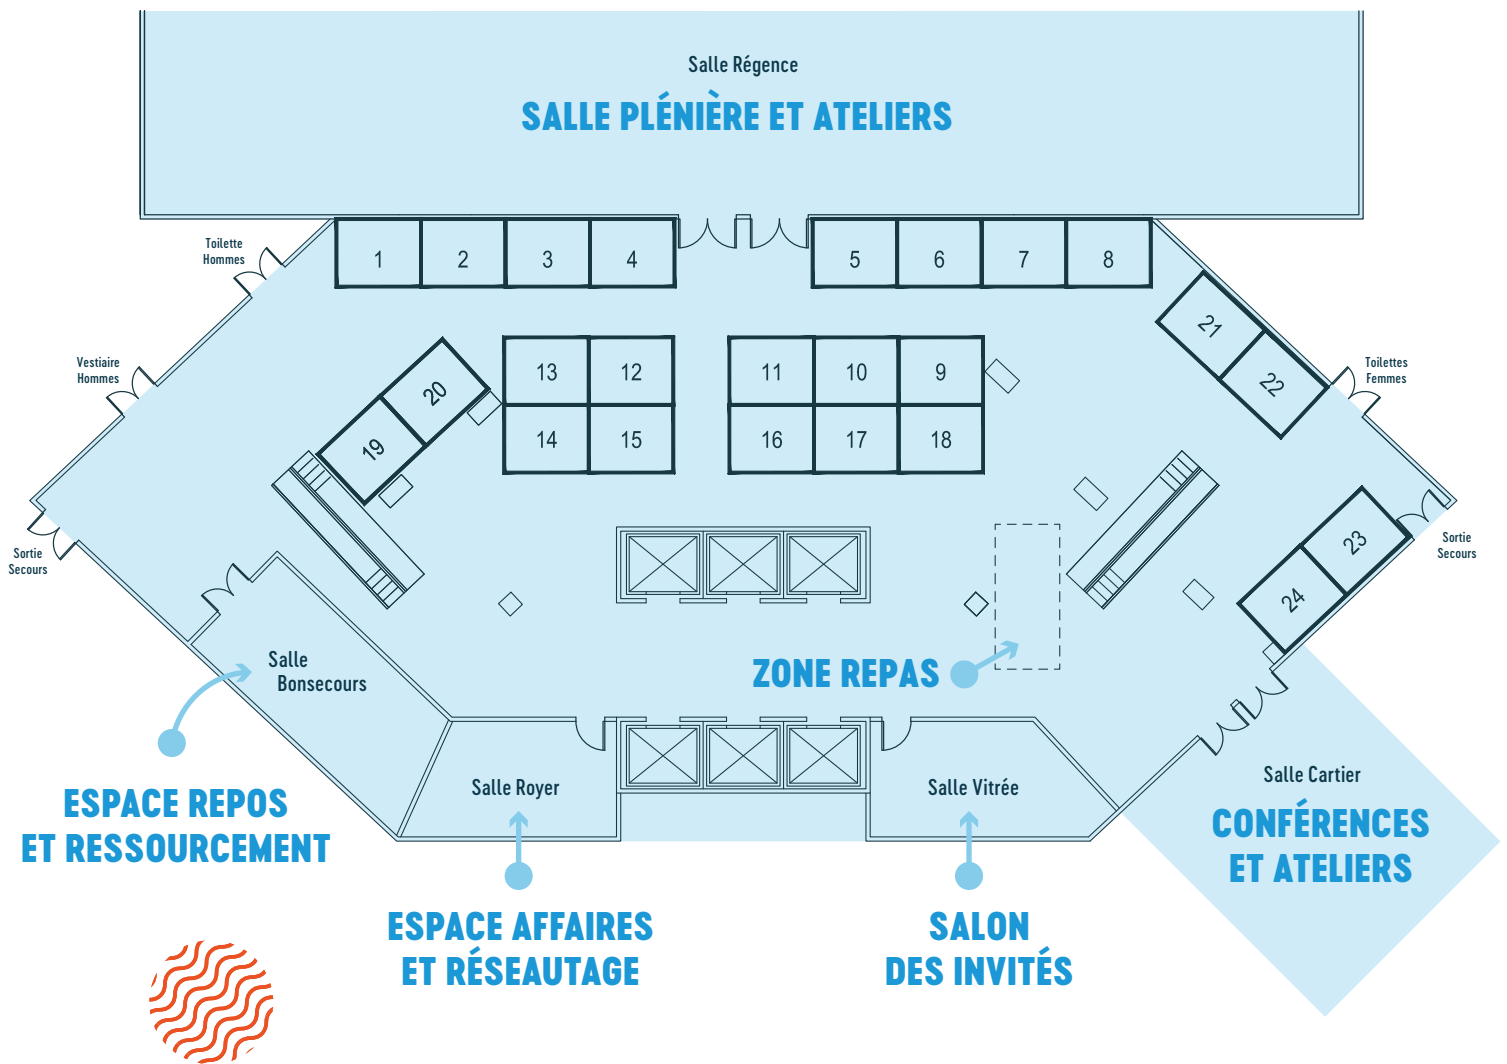 Salle Régence
SALLE PLÉNIÈRE ET ATELIERS
Toilette
Hommes
1
2
3
4
5
6
7
8
21
22
Vestiaire
Hommes
20
19
13
12
14
15
11
10
9
16
17
18
Toilettes
Femmes
Sortie
Secours
23
24
Sortie
Secours
Salle
Bonsecours
ZONE REPAS
ESPACE REPOS
ET RESSOURCEMENT
Salle Royer
Salle Vitrée
Salle Cartier
CONFÉRENCES
ET ATELIERS
ESPACE AFFAIRES
ET RÉSEAUTAGE
SALON
DES INVITÉS